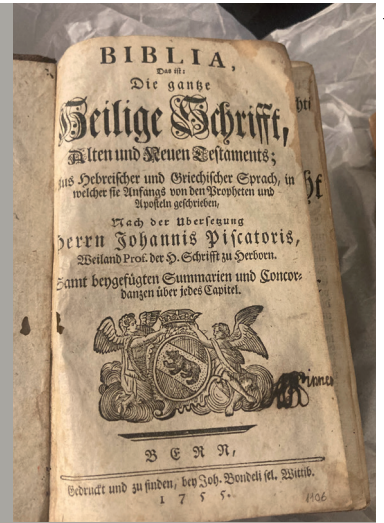 BIBLIA,
Das ist:
Die gantze
Heilige Schrifft,
Alten und Neuen Testaments;
Aus Hebreischer und Griechischer Sprach, in
welcher sie Anfangs von den Propheten und
Aposteln geschrieben,
Nach der Ubersetzung
Herrn Johannis Piscatoris,
Weiland Prof. der H. Schrifft zu Herborn.
Samt beygefügten Summarien und Concor-
danzen über jedes Capitel.
BERN,
Gedruckt und zu finden, bey Joh. Bondeli sel. Wittib.
1755.
1106